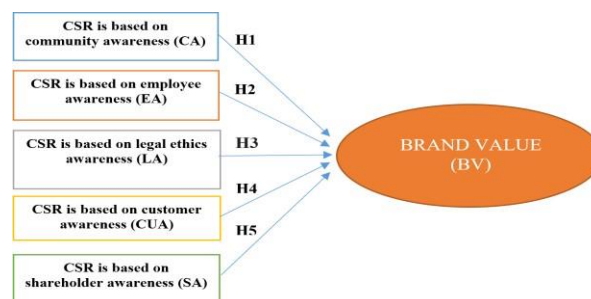 CSR is based on
community awareness (CA)
H1
CSR is based on employee
awareness (EA)
H2
CSR is based on legal ethics
awareness (LA)
H3
CSR is based on customer
awareness (CUA)
H4
CSR is based on
shareholder awareness (SA)
H5
BRAND VALUE
(BV)